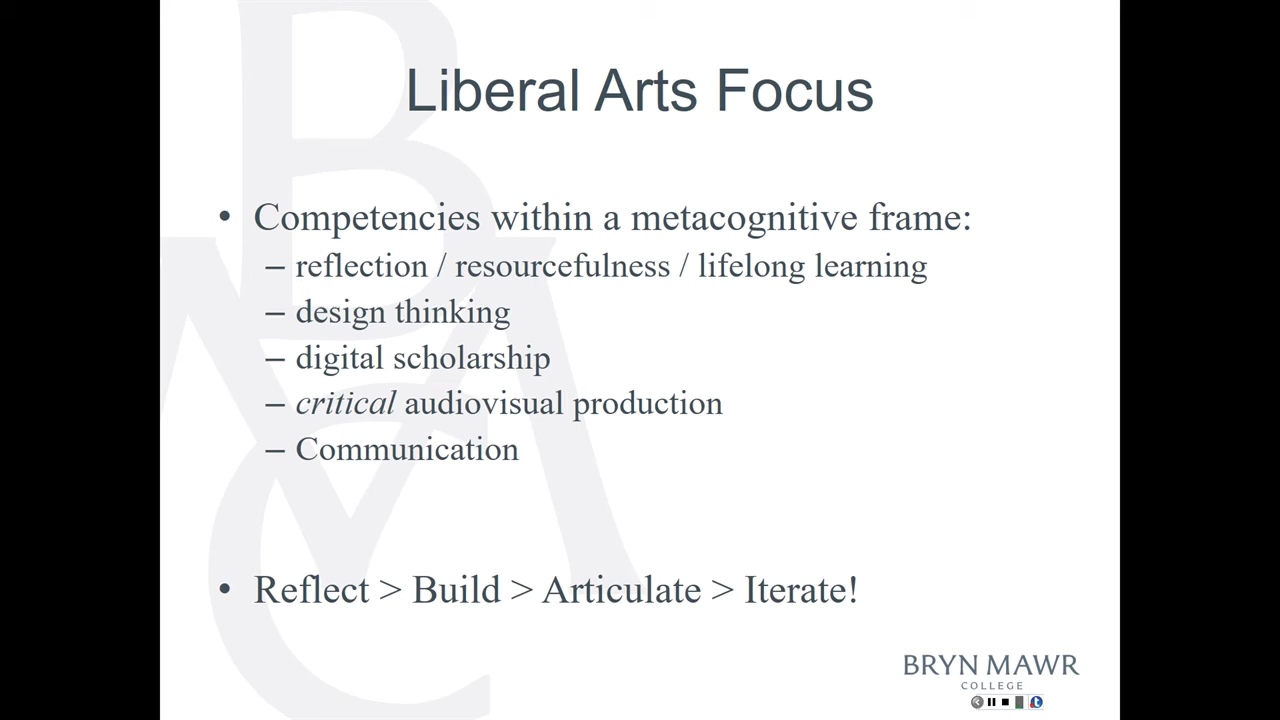 Liberal Arts Focus
• Competencies within a metacognitive frame:
– reflection / resourcefulness / lifelong learning
– design thinking
– digital scholarship
– critical audiovisual production
– Communication
• Reflect > Build > Articulate > Iterate!
BRYN MAWR
COLLEGE